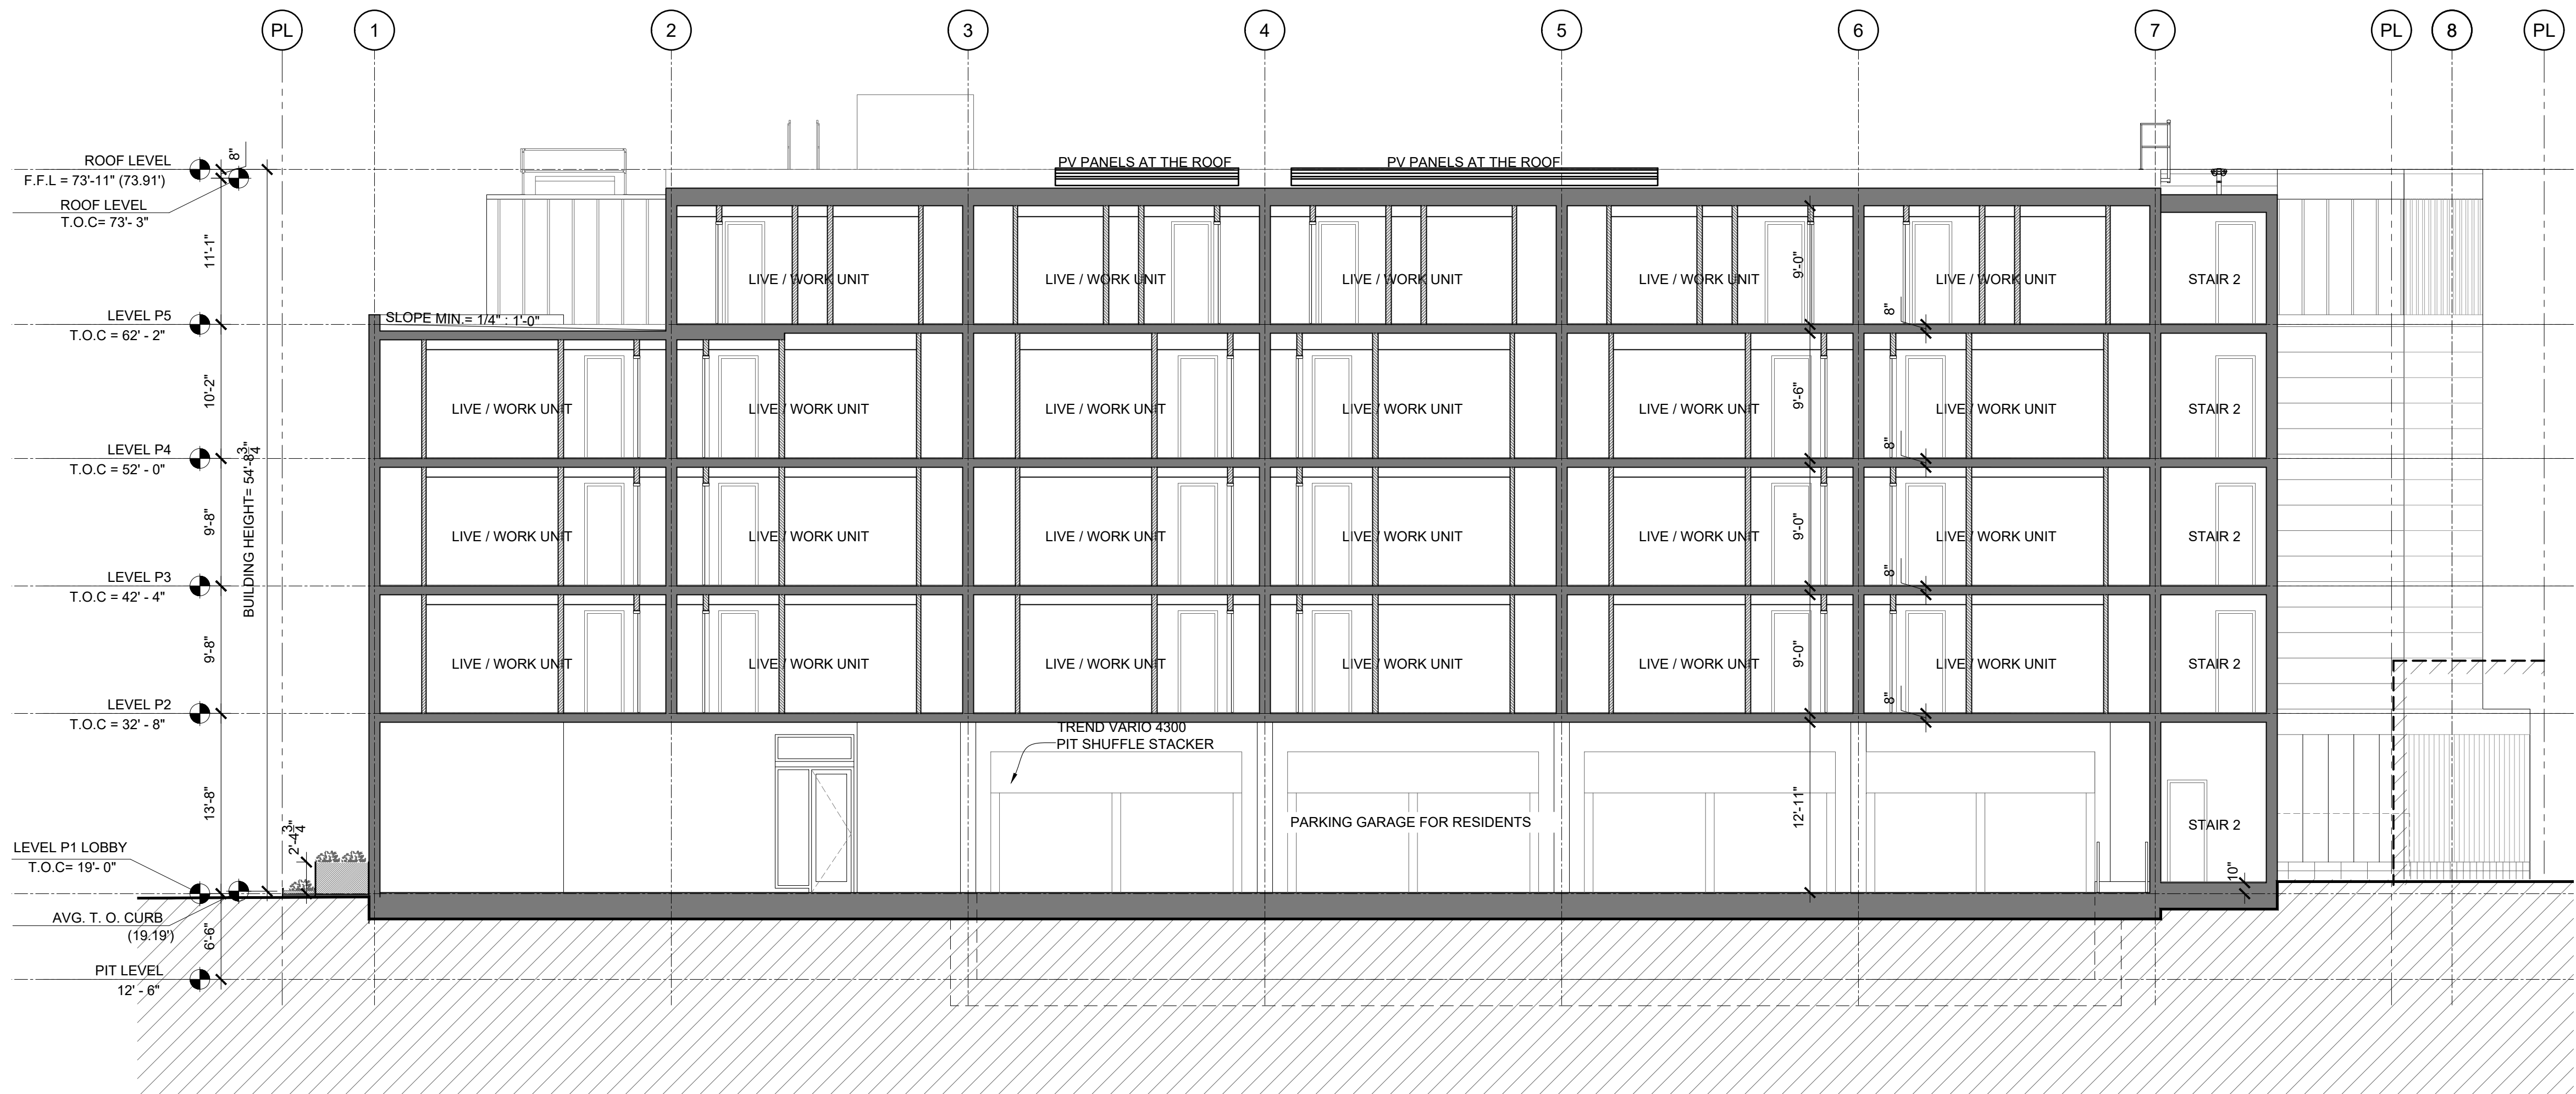 PL 1 2 3 4 5 6 7 PL 8 PL
ROOF LEVEL
F.F.L = 73'-11" (73.91')
8"
ROOF LEVEL
T.O.C= 73'- 3"
PV PANELS AT THE ROOF
PV PANELS AT THE ROOF
11'-1"
LIVE / WORK UNIT
LIVE / WORK UNIT
LIVE / WORK UNIT
LIVE / WORK UNIT
9'-0"
LIVE / WORK UNIT
STAIR 2
LEVEL P5
T.O.C = 62' - 2"
SLOPE MIN.= 1/4" : 1'-0"
8"
10'-2"
LIVE / WORK UNIT
LIVE / WORK UNIT
LIVE / WORK UNIT
LIVE / WORK UNIT
LIVE / WORK UNIT
9'-6"
LIVE / WORK UNIT
STAIR 2
LEVEL P4
T.O.C = 52' - 0"
8"
BUILDING HEIGHT= 54'-8 3/4"
9'-8"
LIVE / WORK UNIT
LIVE / WORK UNIT
LIVE / WORK UNIT
LIVE / WORK UNIT
LIVE / WORK UNIT
9'-0"
LIVE / WORK UNIT
STAIR 2
LEVEL P3
T.O.C = 42' - 4"
8"
9'-8"
LIVE / WORK UNIT
LIVE / WORK UNIT
LIVE / WORK UNIT
LIVE / WORK UNIT
LIVE / WORK UNIT
9'-0"
LIVE / WORK UNIT
STAIR 2
LEVEL P2
T.O.C = 32' - 8"
8"
TREND VARIO 4300
PIT SHUFFLE STACKER
13'-8"
12'-11"
PARKING GARAGE FOR RESIDENTS
STAIR 2
2'-4 3/4"
10"
LEVEL P1 LOBBY
T.O.C= 19'- 0"
AVG. T. O. CURB
(19.19')
6'-6"
PIT LEVEL
12' - 6"